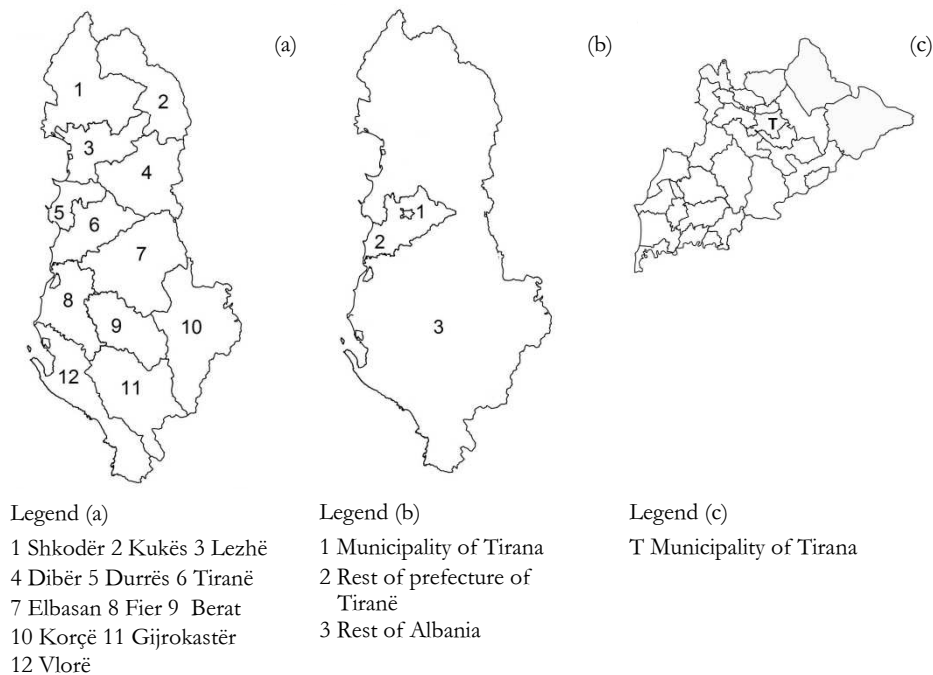 (a)
(b)
(c)
1
2
3
4
5
6
7
8
9
10
11
12
1
2
3
T
Legend (a)
1 Shkodër 2 Kukës 3 Lezhë
4 Dibër 5 Durrës 6 Tiranë
7 Elbasan 8 Fier 9 Berat
10 Korçë 11 Gijrokastër
12 Vlorë
Legend (b)
1 Municipality of Tirana
2 Rest of prefecture of
Tiranë
3 Rest of Albania
Legend (c)
T Municipality of Tirana